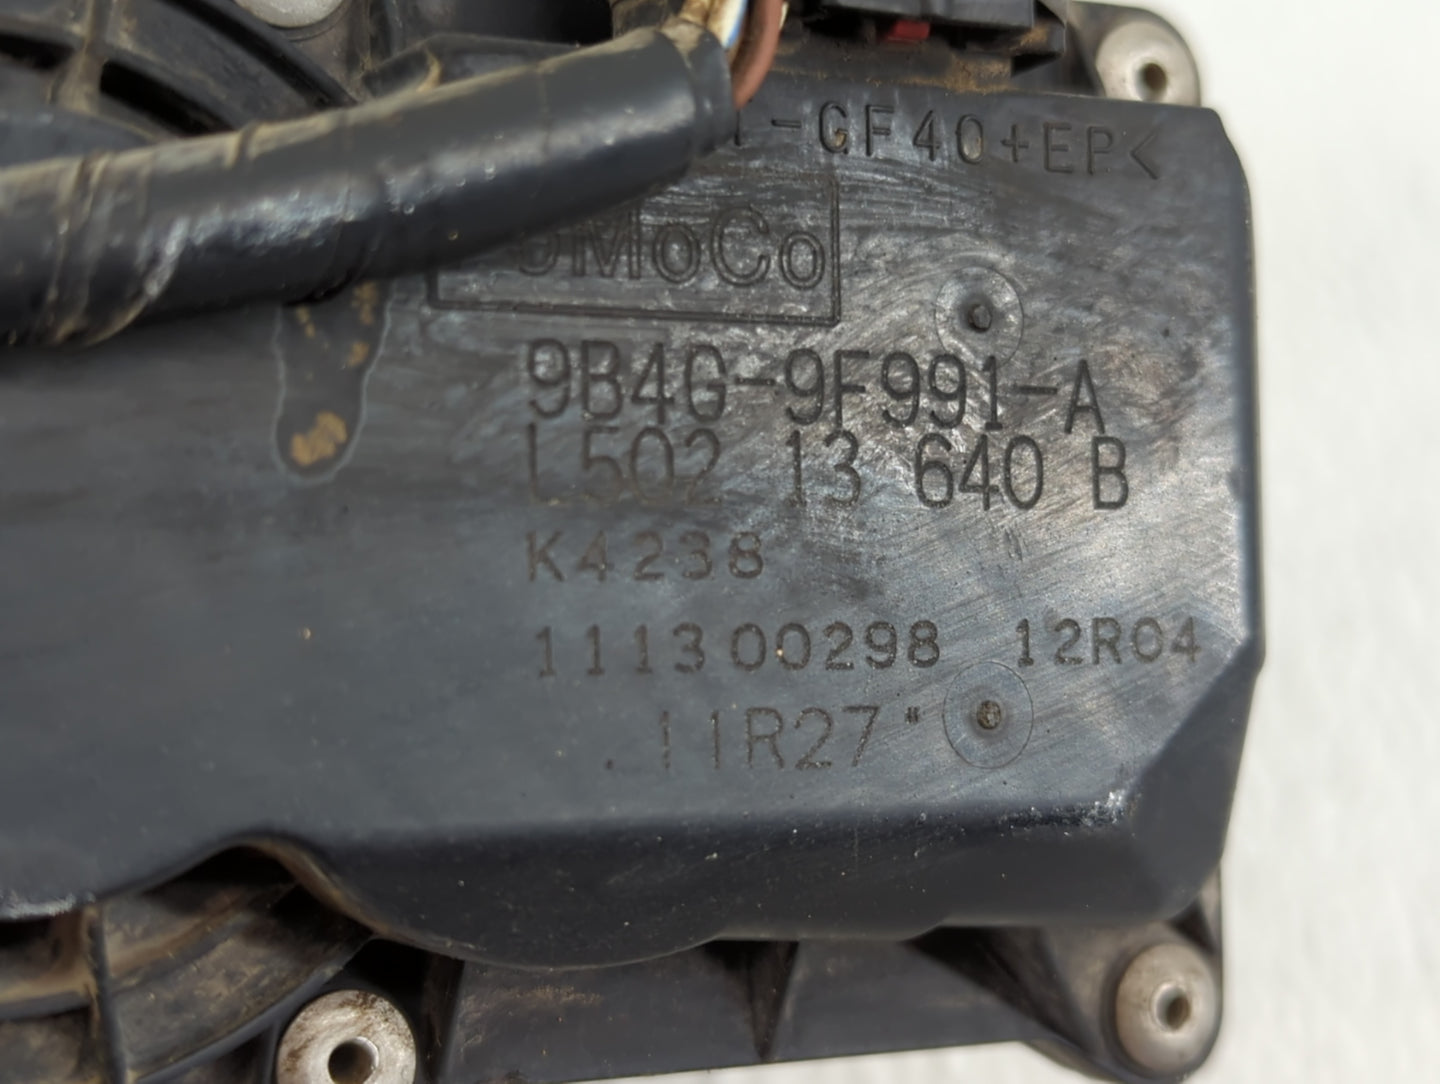 -GF40+EP<
MoCo
9B4G-9F991-A
L502 13 640 B
K4238
111300298 12R04
11R27"